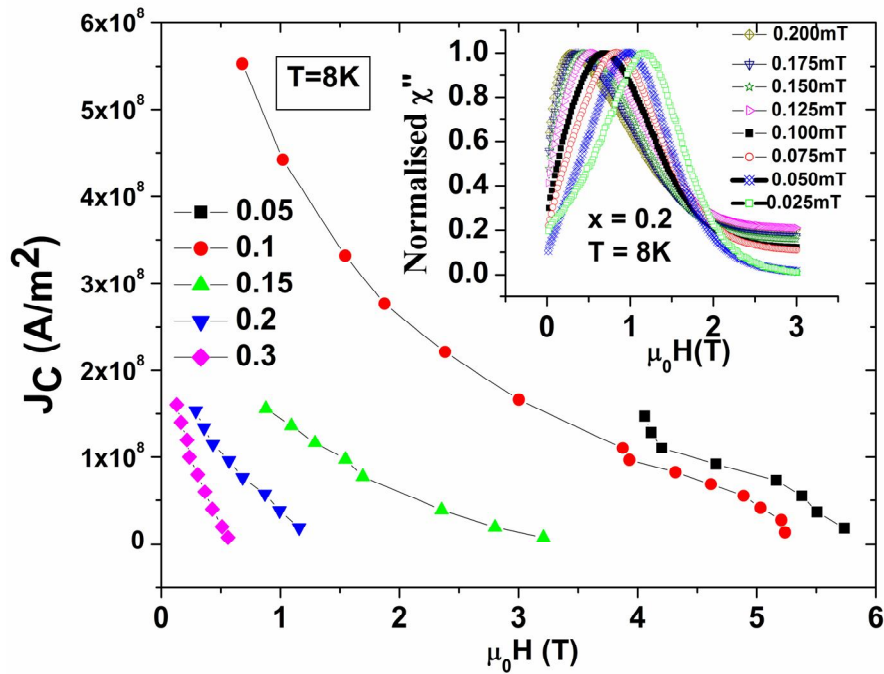 6x10⁸
5x10⁸
4x10⁸
3x10⁸
2x10⁸
1x10⁸
0
J_C (A/m²)
0 1 2 3 4 5 6
μ₀H (T)
T=8K
0.05
0.1
0.15
0.2
0.3
Normalised χ''
1.0
0.8
0.6
0.4
0.2
0.0
0 1 2 3
μ₀H(T)
x = 0.2
T = 8K
0.200mT
0.175mT
0.150mT
0.125mT
0.100mT
0.075mT
0.050mT
0.025mT